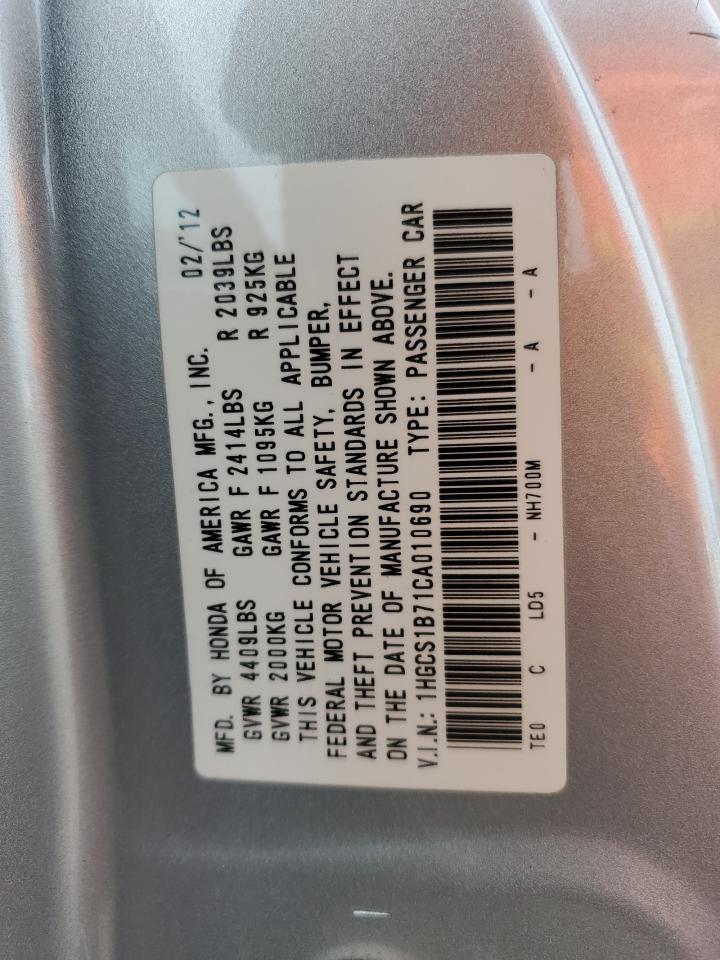 MFD. BY HONDA OF AMERICA MFG., INC. 02/'12
GVWR 4409LBS GAWR F 2414LBS R 2039LBS
GVWR 2000KG GAWR F 1095KG R 925KG
THIS VEHICLE CONFORMS TO ALL APPLICABLE
FEDERAL MOTOR VEHICLE SAFETY, BUMPER,
AND THEFT PREVENTION STANDARDS IN EFFECT
ON THE DATE OF MANUFACTURE SHOWN ABOVE.
V.I.N.: 1HGCS1B71CA010690 TYPE: PASSENGER CAR
TE0 C LD5 - NH700M - A - A